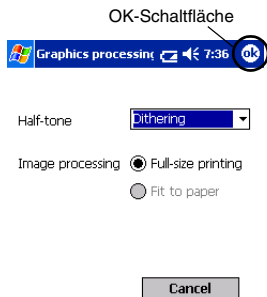 OK-Schaltfläche
Graphics processing 7:36 ok
Half-tone Dithering
Image processing Full-size printing
Fit to paper
Cancel